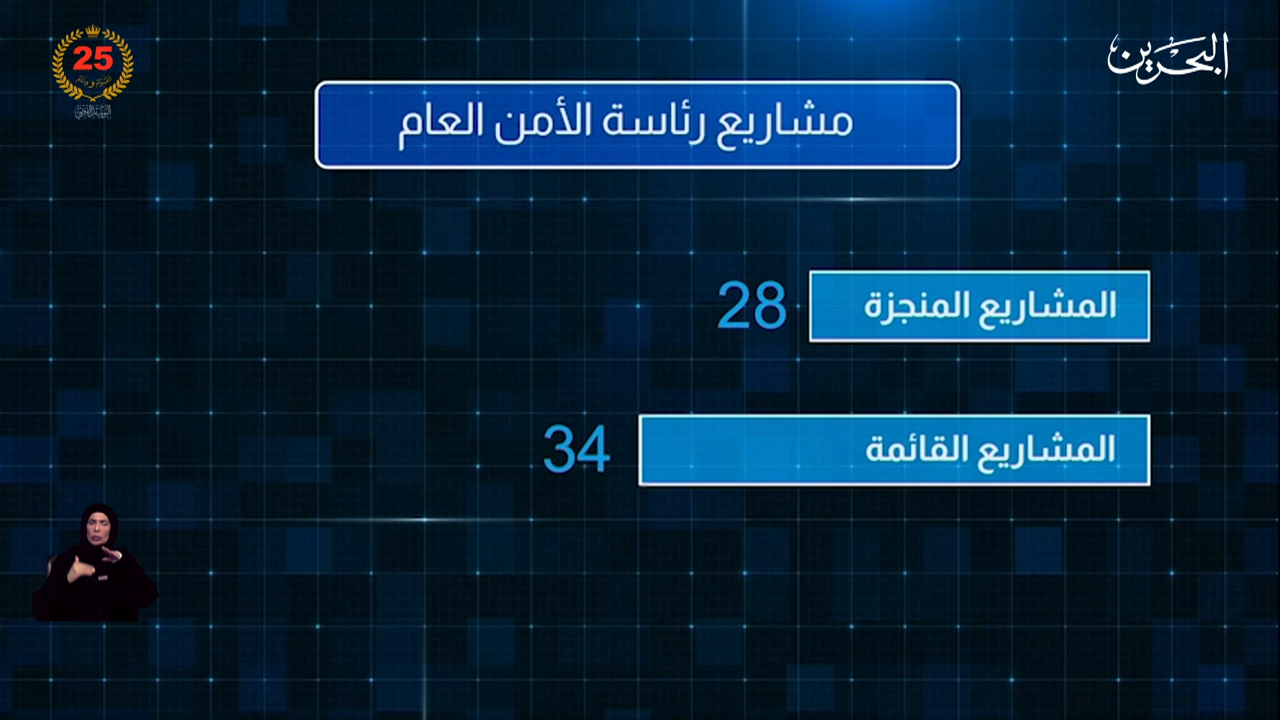 البحرين
25
مشاريع رئاسة الأمن العام
المشاريع المنجزة 28
المشاريع القائمة 34